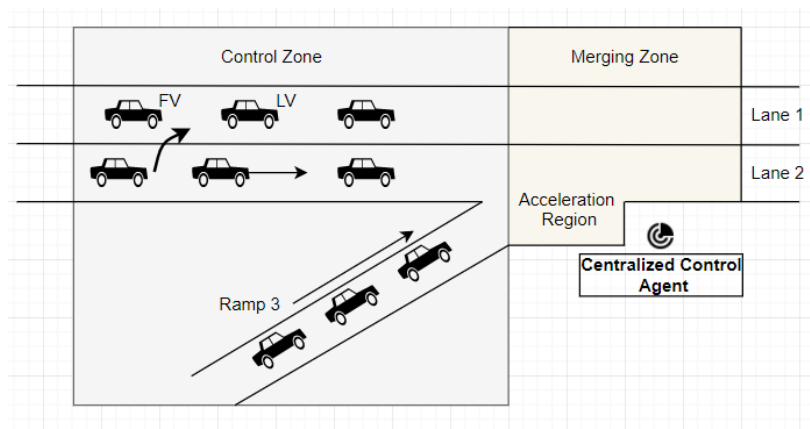 Control Zone
Merging Zone
FV
LV
Lane 1
Lane 2
Acceleration
Region
Ramp 3
Centralized Control
Agent